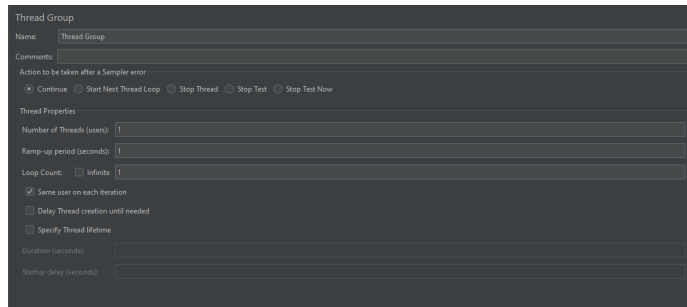 Thread Group
Name: Thread Group
Comments:
Action to be taken after a Sampler error
Continue Start Next Thread Loop Stop Thread Stop Test Stop Test Now
Thread Properties
Number of Threads (users): 1
Ramp-up period (seconds): 1
Loop Count: Infinite 1
Same user on each iteration
Delay Thread creation until needed
Specify Thread lifetime
Duration (seconds):
Startup delay (seconds):